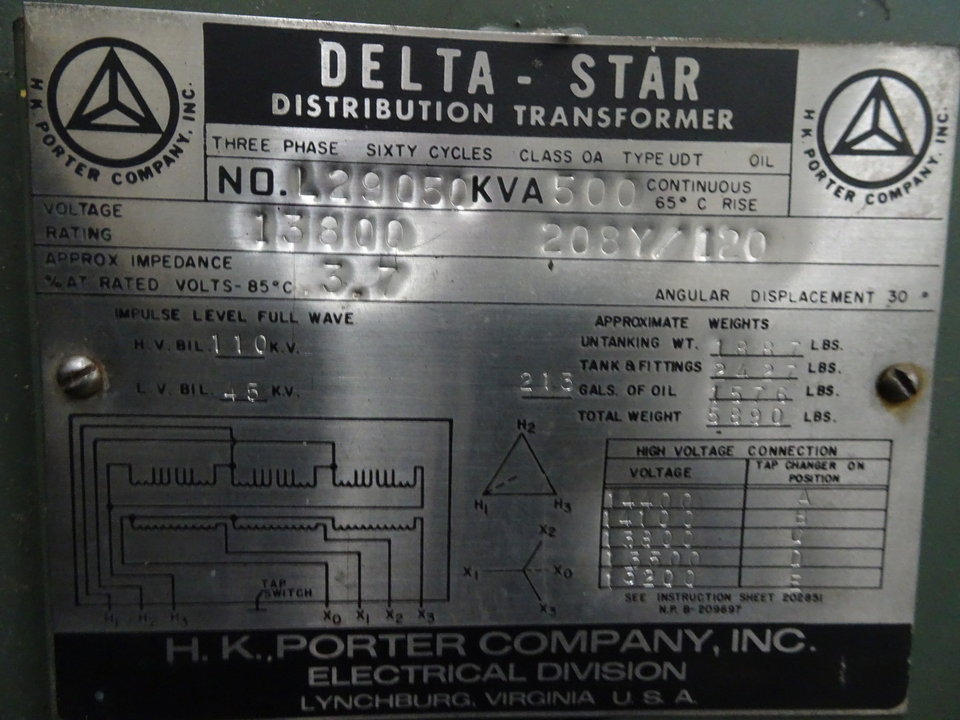 DELTA - STAR
DISTRIBUTION TRANSFORMER
H K PORTER COMPANY, INC.
H K PORTER COMPANY, INC.
THREE PHASE SIXTY CYCLES CLASS OA TYPE UDT OIL
NO. L29050 KVA 500 CONTINUOUS 65° C RISE
VOLTAGE RATING 13800 208Y/120
APPROX IMPEDANCE
% AT RATED VOLTS-85°C 3.7
ANGULAR DISPLACEMENT 30°
IMPULSE LEVEL FULL WAVE
H.V. BIL 110 K.V.
L.V. BIL. 45 K.V.
APPROXIMATE WEIGHTS
UNTANKING WT. 1887 LBS.
TANK & FITTINGS 2427 LBS.
213 GALS. OF OIL 1576 LBS.
TOTAL WEIGHT 5890 LBS.
HIGH VOLTAGE CONNECTION
VOLTAGE TAP CHANGER ON POSITION
14400 A
14100 B
13800 C
13500 D
13200 E
SEE INSTRUCTION SHEET 202851
N.P. B-209697
H2
H1 H3
X2
X1 X0
X3
TAP SWITCH
H1 H2 H3 X0 X1 X2 X3
H. K. PORTER COMPANY, INC.
ELECTRICAL DIVISION
LYNCHBURG, VIRGINIA U. S. A.